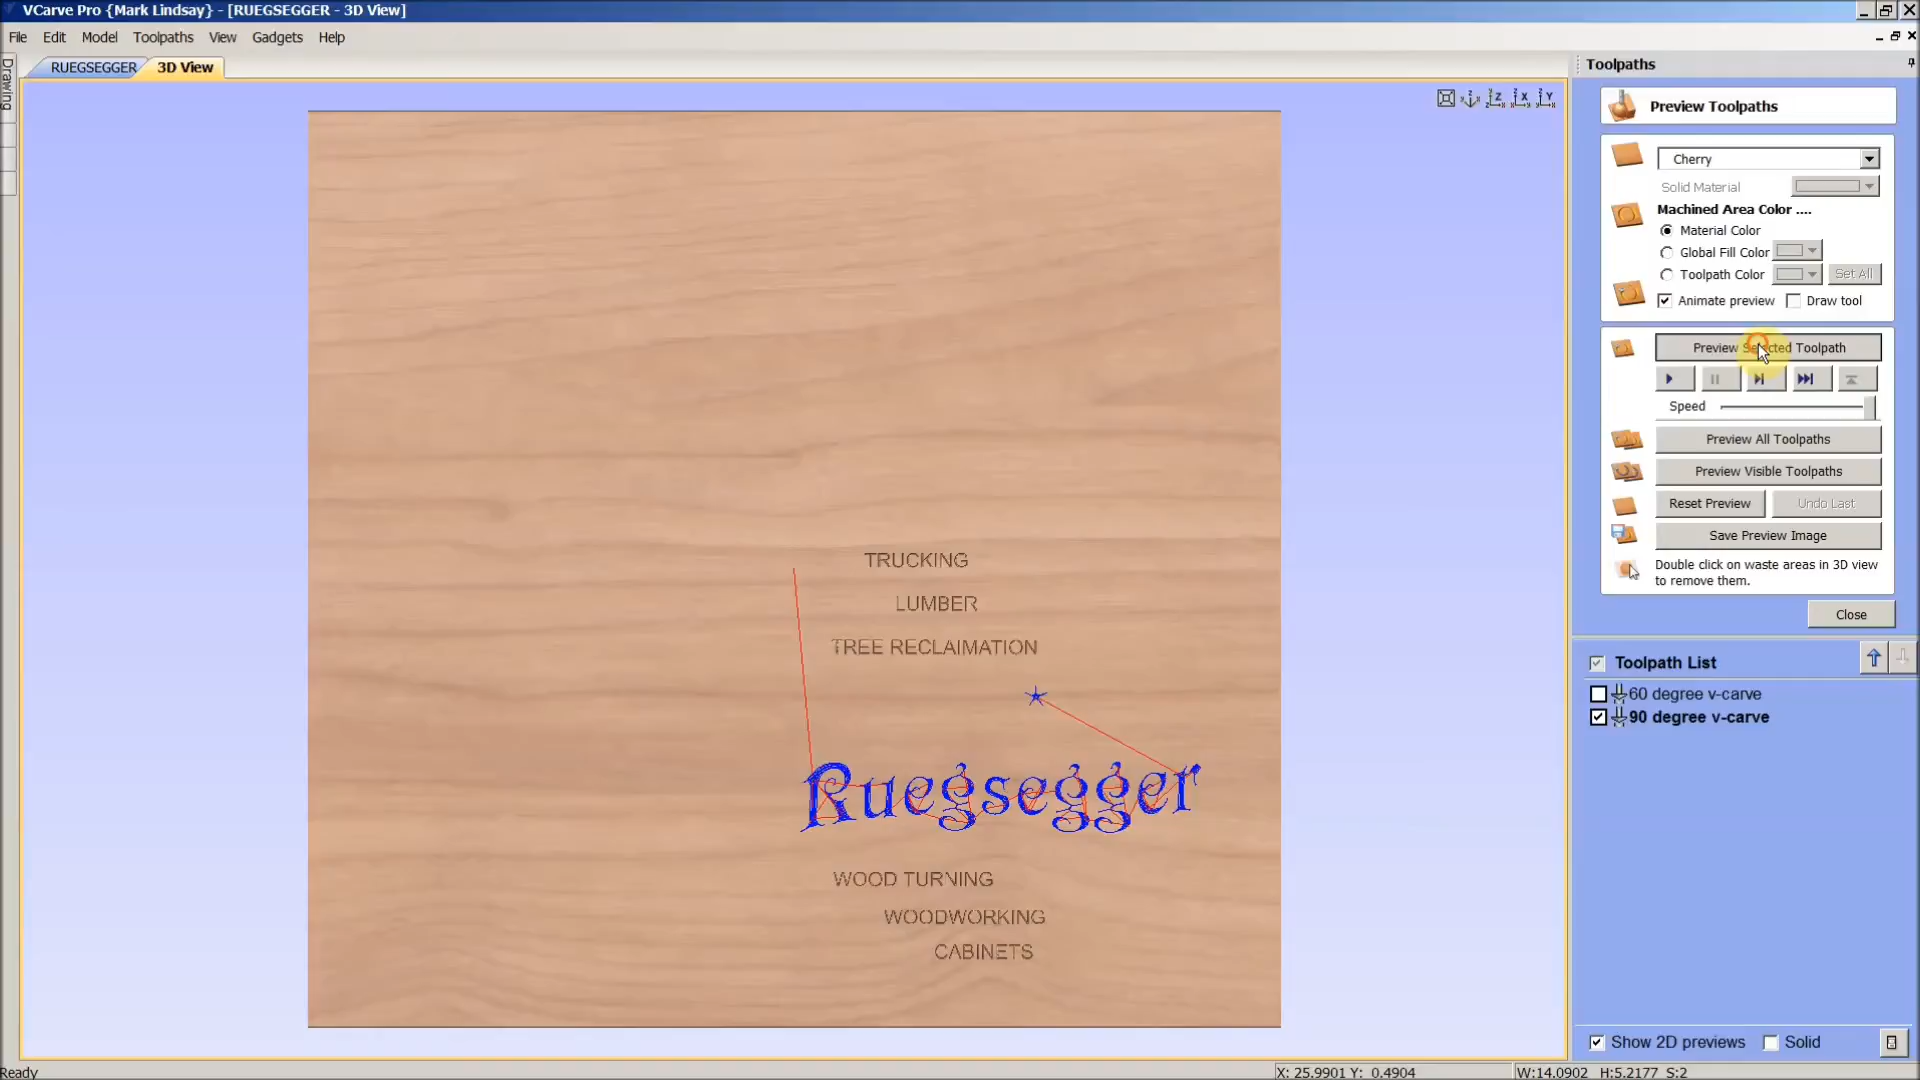 VCarve Pro {Mark Lindsay} - [RUEGSEGGER - 3D View]
File Edit Model Toolpaths View Gadgets Help
Drawing
RUEGSEGGER 3D View
Toolpaths
Preview Toolpaths
Cherry
Solid Material
Machined Area Color ....
Material Color
Global Fill Color
Toolpath Color Set All
Animate preview Draw tool
Preview Selected Toolpath
Speed
Preview All Toolpaths
Preview Visible Toolpaths
Reset Preview Undo Last
Save Preview Image
Double click on waste areas in 3D view
to remove them.
Close
Toolpath List
60 degree v-carve
90 degree v-carve
TRUCKING
LUMBER
TREE RECLAIMATION
Ruegsegger
WOOD TURNING
WOODWORKING
CABINETS
Show 2D previews Solid
Ready
X: 25.9901 Y: 0.4904 W:14.0902 H:5.2177 S:2